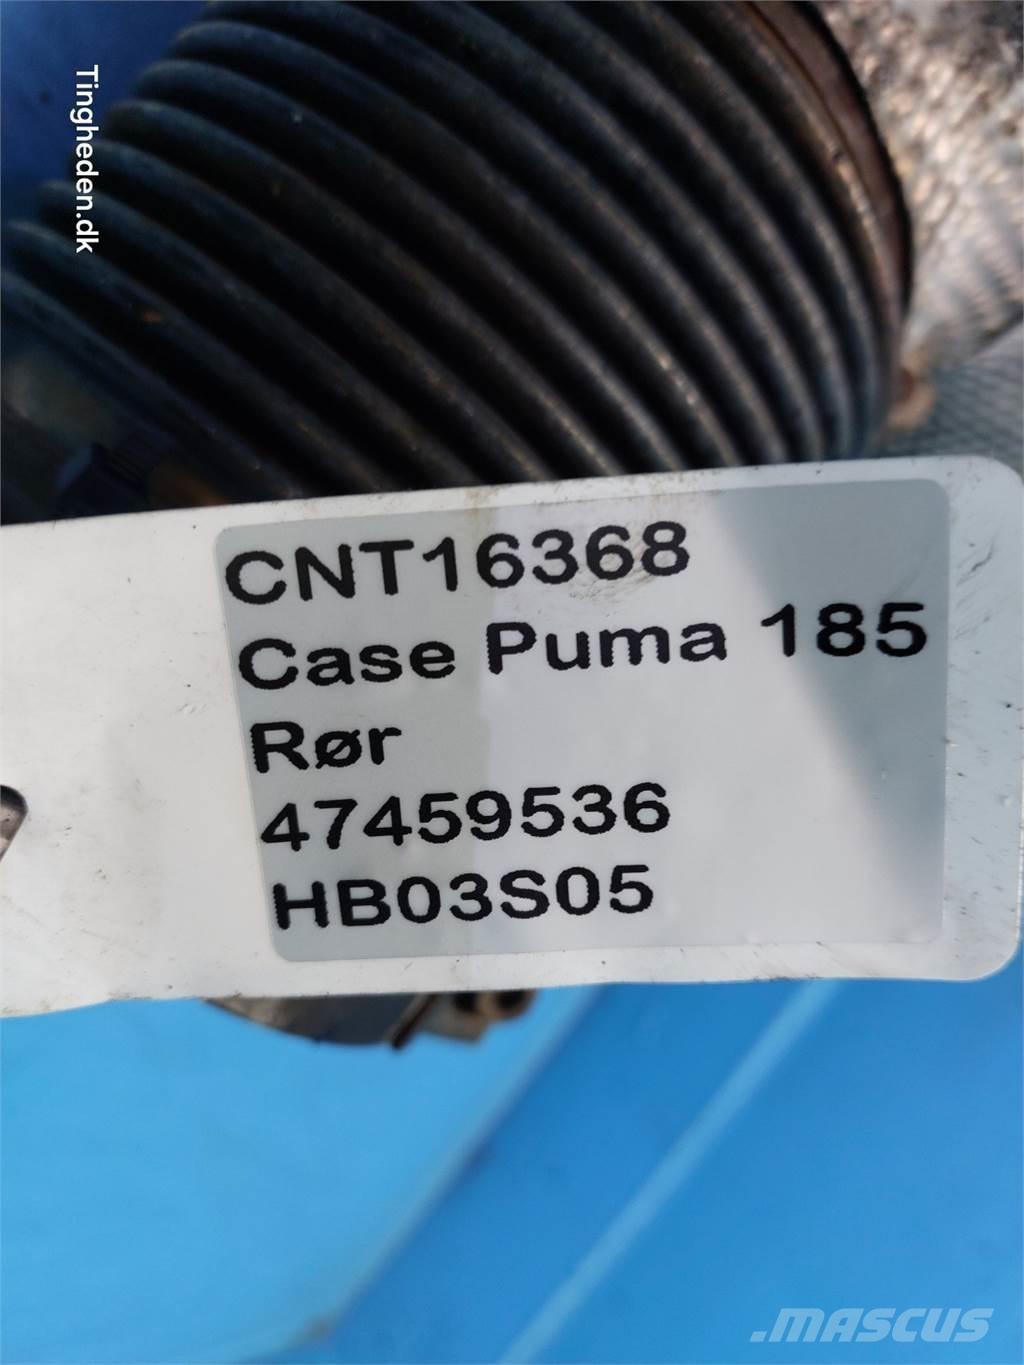 Tingheden.dk
CNT16368
Case Puma 185
Rør
47459536
HB03S05
.MASCUS